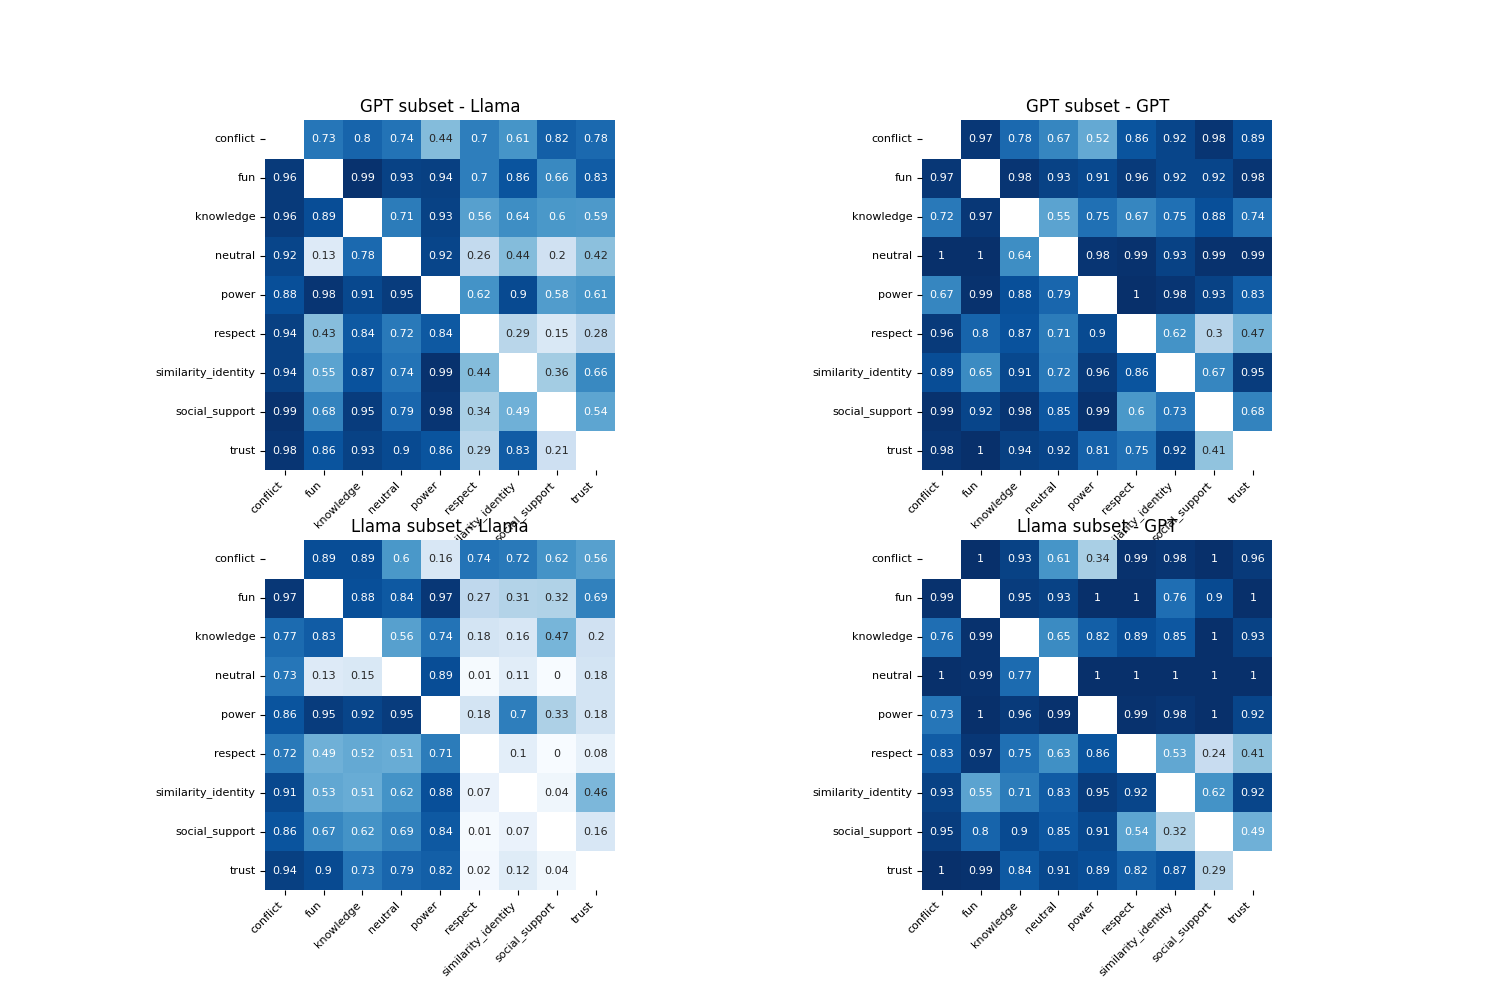 GPT subset - Llama
conflict 0.73 0.8 0.74 0.44 0.7 0.61 0.82 0.78
fun 0.96 0.99 0.93 0.94 0.7 0.86 0.66 0.83
knowledge 0.96 0.89 0.71 0.93 0.56 0.64 0.6 0.59
neutral 0.92 0.13 0.78 0.92 0.26 0.44 0.2 0.42
power 0.88 0.98 0.91 0.95 0.62 0.9 0.58 0.61
respect 0.94 0.43 0.84 0.72 0.84 0.29 0.15 0.28
similarity_identity 0.94 0.55 0.87 0.74 0.99 0.44 0.36 0.66
social_support 0.99 0.68 0.95 0.79 0.98 0.34 0.49 0.54
trust 0.98 0.86 0.93 0.9 0.86 0.29 0.83 0.21
conflict fun knowledge neutral power respect ilarity_identity social_support trust
GPT subset - GPT
conflict 0.97 0.78 0.67 0.52 0.86 0.92 0.98 0.89
fun 0.97 0.98 0.93 0.91 0.96 0.92 0.92 0.98
knowledge 0.72 0.97 0.55 0.75 0.67 0.75 0.88 0.74
neutral 1 1 0.64 0.98 0.99 0.93 0.99 0.99
power 0.67 0.99 0.88 0.79 1 0.98 0.93 0.83
respect 0.96 0.8 0.87 0.71 0.9 0.62 0.3 0.47
similarity_identity 0.89 0.65 0.91 0.72 0.96 0.86 0.67 0.95
social_support 0.99 0.92 0.98 0.85 0.99 0.6 0.73 0.68
trust 0.98 1 0.94 0.92 0.81 0.75 0.92 0.41
conflict fun knowledge neutral power respect ilarity_identity social_support trust
Llama subset - Llama
conflict 0.89 0.89 0.6 0.16 0.74 0.72 0.62 0.56
fun 0.97 0.88 0.84 0.97 0.27 0.31 0.32 0.69
knowledge 0.77 0.83 0.56 0.74 0.18 0.16 0.47 0.2
neutral 0.73 0.13 0.15 0.89 0.01 0.11 0 0.18
power 0.86 0.95 0.92 0.95 0.18 0.7 0.33 0.18
respect 0.72 0.49 0.52 0.51 0.71 0.1 0 0.08
similarity_identity 0.91 0.53 0.51 0.62 0.88 0.07 0.04 0.46
social_support 0.86 0.67 0.62 0.69 0.84 0.01 0.07 0.16
trust 0.94 0.9 0.73 0.79 0.82 0.02 0.12 0.04
conflict fun knowledge neutral power respect similarity_identity social_support trust
Llama subset - GPT
conflict 1 0.93 0.61 0.34 0.99 0.98 1 0.96
fun 0.99 0.95 0.93 1 1 0.76 0.9 1
knowledge 0.76 0.99 0.65 0.82 0.89 0.85 1 0.93
neutral 1 0.99 0.77 1 1 1 1 1
power 0.73 1 0.96 0.99 0.99 0.98 1 0.92
respect 0.83 0.97 0.75 0.63 0.86 0.53 0.24 0.41
similarity_identity 0.93 0.55 0.71 0.83 0.95 0.92 0.62 0.92
social_support 0.95 0.8 0.9 0.85 0.91 0.54 0.32 0.49
trust 1 0.99 0.84 0.91 0.89 0.82 0.87 0.29
conflict fun knowledge neutral power respect similarity_identity social_support trust